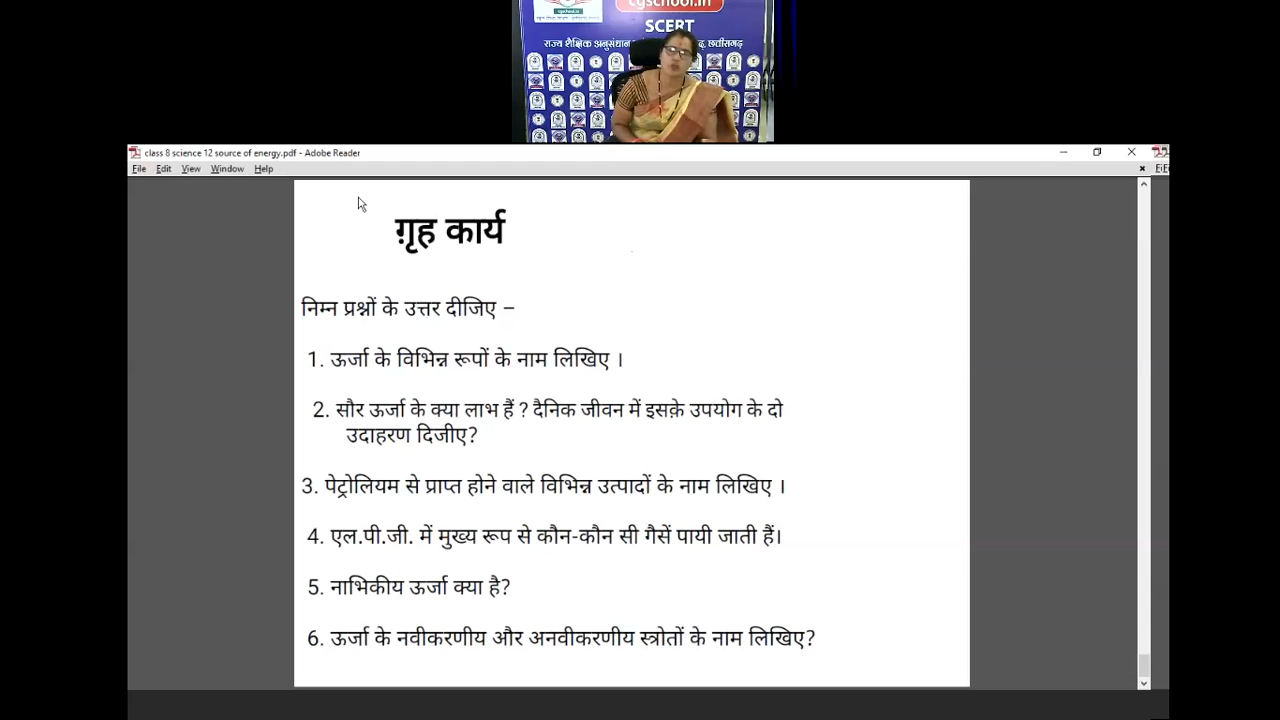 cgschool.in
SCERT
class 8 science 12 source of energy.pdf - Adobe Reader
File Edit View Window Help
गृह कार्य
निम्न प्रश्नों के उत्तर दीजिए –
1. ऊर्जा के विभिन्न रूपों के नाम लिखिए ।
2. सौर ऊर्जा के क्या लाभ हैं ? दैनिक जीवन में इसके़ उपयोग के दो
उदाहरण दिजीए?
3. पेट्रोलियम से प्राप्त होने वाले विभिन्न उत्पादों के नाम लिखिए ।
4. एल.पी.जी. में मुख्य रूप से कौन-कौन सी गैसें पायी जाती हैं।
5. नाभिकीय ऊर्जा क्या है?
6. ऊर्जा के नवीकरणीय और अनवीकरणीय स्त्रोतों के नाम लिखिए?